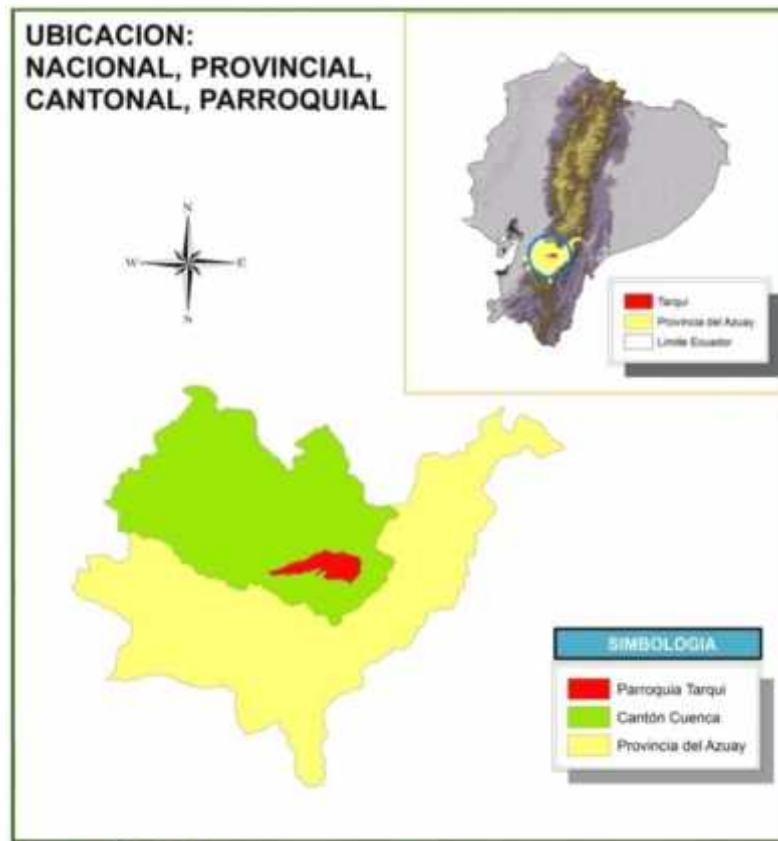 UBICACION:
NACIONAL, PROVINCIAL,
CANTONAL, PARROQUIAL
N
W
E
S
Tarqui
Provincia del Azuay
Limite Ecuador
SIMBOLOGIA
Parroquia Tarqui
Cantón Cuenca
Provincia del Azuay